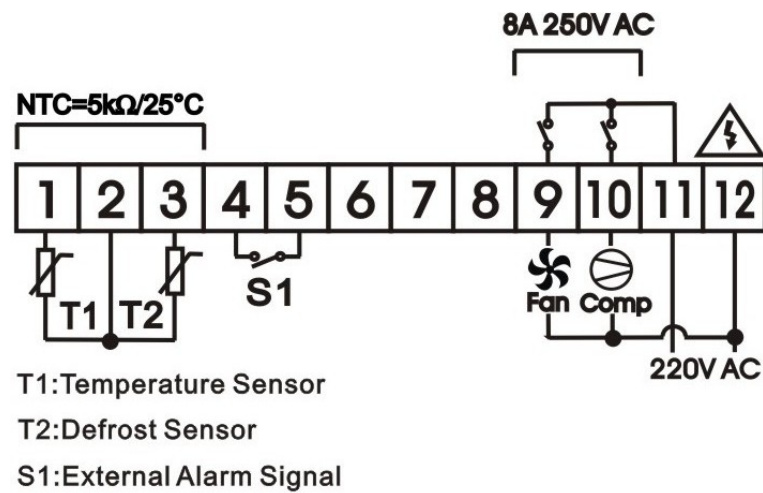 8A 250V AC
NTC=5kΩ/25°C
1 2 3 4 5 6 7 8 9 10 11 12
T1 T2 S1 Fan Comp
220V AC
T1:Temperature Sensor
T2:Defrost Sensor
S1:External Alarm Signal